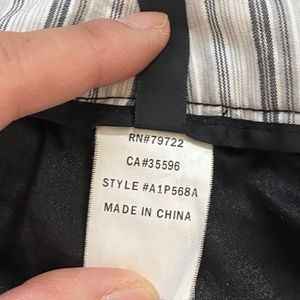 RN#79722
CA#35596
STYLE #A1P568A
MADE IN CHINA